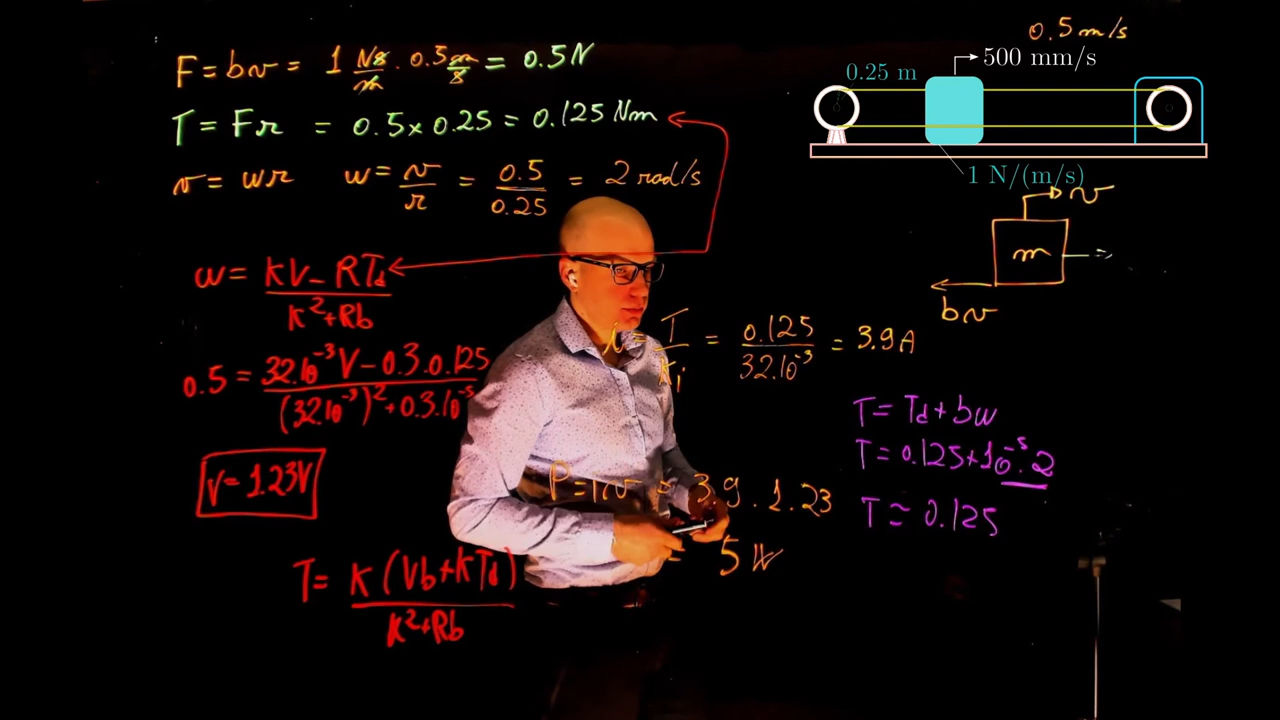 F = bv = 1 Ns/m . 0.5 m/s = 0.5N
T = Fr = 0.5 x 0.25 = 0.125 Nm
v = wr w = v/r = 0.5/0.25 = 2 rad/s
w = KV - RTd / K²+Rb
0.5 = 32.10⁻³V - 0.3.0.125 / (32.10⁻³)² + 0.3.10⁻⁵
V = 1.23V
T = K (Vb+KTd) / K²+Rb
0.5 m/s
500 mm/s
0.25 m
1 N/(m/s)
v
m
bv
i = T/Ki = 0.125/32.10⁻³ = 3.9A
P = iv = 3.9 . 1.23
= 5 W
T = Td + bw
T = 0.125 + 10⁻⁵.2
T ≈ 0.125